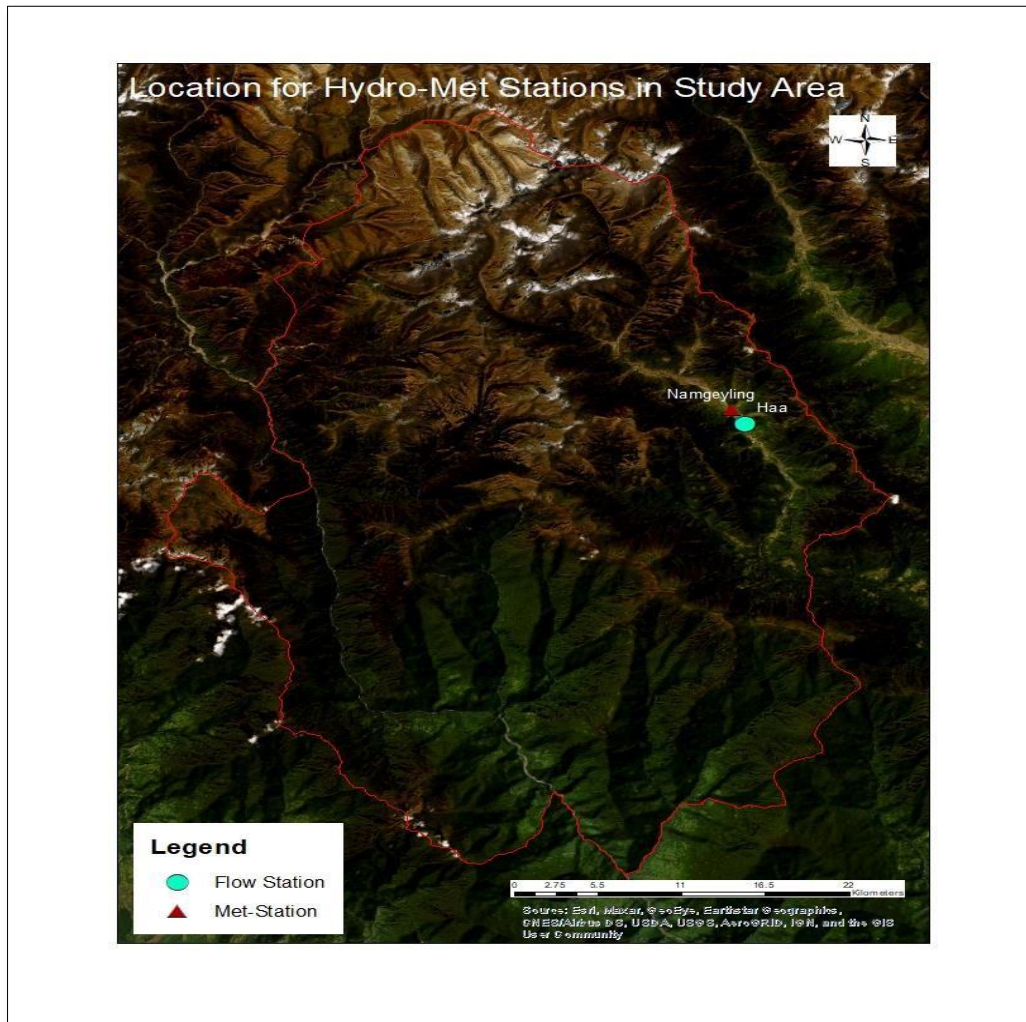 Location for Hydro-Met Stations in Study Area
N
W E
S
Namgeyling
Haa
Legend
Flow Station
Met-Station
0 2.75 5.5 11 16.5 22
Kilometers
Source: Esri, Maxar, GeoEye, Earthstar Geographics,
CNES/Airbus DS, USDA, USGS, AeroGRID, IGN, and the GIS
User Community